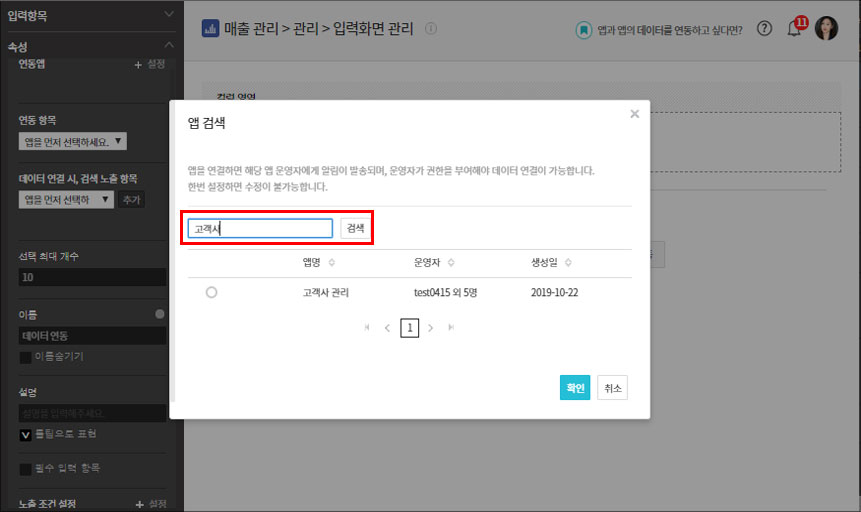 입력항목
매출 관리 > 관리 > 입력화면 관리
앱과 앱의 데이터를 연동하고 싶다면?
11
속성
연동앱
+ 설정
연동 항목
앱을 먼저 선택하세요.
데이터 연결 시, 검색 노출 항목
앱을 먼저 선택하
추가
선택 최대 개수
10
이름
데이터 연동
이름숨기기
설명
설명을 입력해주세요.
툴팁으로 표현
필수 입력 항목
노출 조건 설정
+ 설정
컬럼 영역
앱 검색
앱을 연결하면 해당 앱 운영자에게 알림이 발송되며, 운영자가 권한을 부여해야 데이터 연결이 가능합니다.
한번 설정하면 수정이 불가능합니다.
고객사
검색
앱명 운영자 생성일
고객사 관리 test0415 외 5명 2019-10-22
1
확인
취소